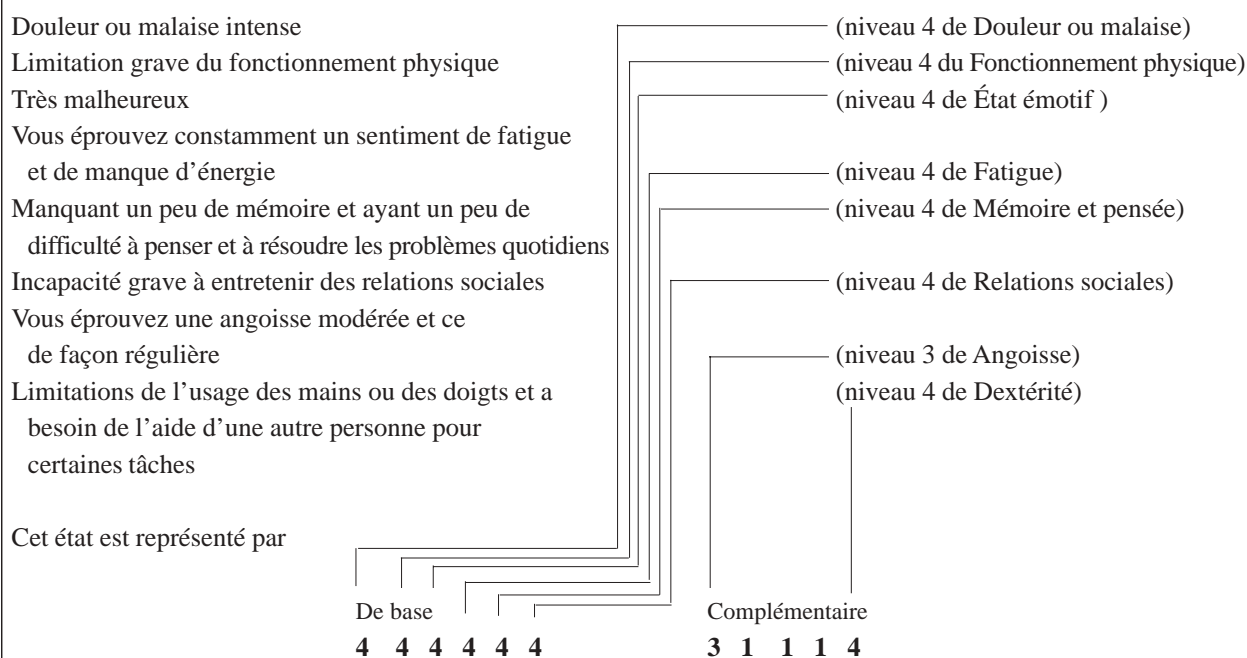 Douleur ou malaise intense (niveau 4 de Douleur ou malaise)
Limitation grave du fonctionnement physique (niveau 4 du Fonctionnement physique)
Très malheureux (niveau 4 de État émotif )
Vous éprouvez constamment un sentiment de fatigue
et de manque d’énergie (niveau 4 de Fatigue)
Manquant un peu de mémoire et ayant un peu de (niveau 4 de Mémoire et pensée)
difficulté à penser et à résoudre les problèmes quotidiens
Incapacité grave à entretenir des relations sociales (niveau 4 de Relations sociales)
Vous éprouvez une angoisse modérée et ce
de façon régulière (niveau 3 de Angoisse)
Limitations de l’usage des mains ou des doigts et a (niveau 4 de Dextérité)
besoin de l’aide d’une autre personne pour
certaines tâches
Cet état est représenté par
De base Complémentaire
4 4 4 4 4 4 3 1 1 1 4